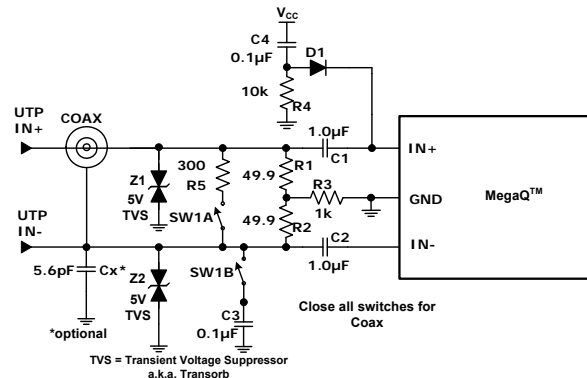 VCC
C4
0.1µF
D1
10k
R4
UTP
IN+
COAX
1.0µF
C1
IN+
300
R5
R1
49.9
Z1
5V
TVS
R3
1k
GND
MegaQ™
SW1A
49.9
R2
UTP
IN-
C2
1.0µF
IN-
5.6pF
Cx*
Z2
5V
TVS
SW1B
C3
0.1µF
Close all switches for
Coax
*optional
TVS = Transient Voltage Suppressor
a.k.a. Transorb